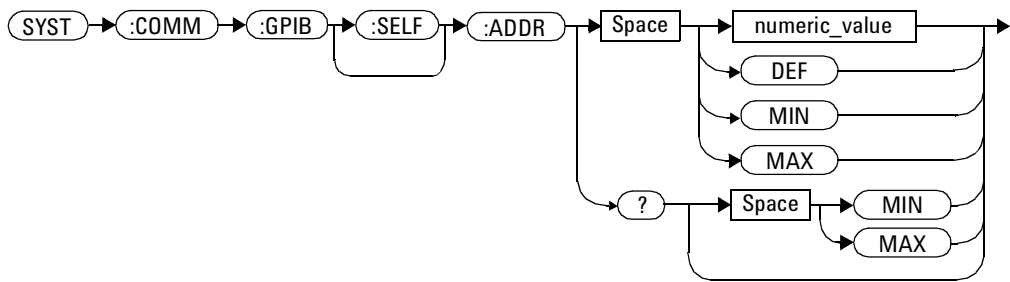 SYST :COMM :GPIB :SELF :ADDR Space numeric_value
DEF
MIN
MAX
? Space MIN
MAX